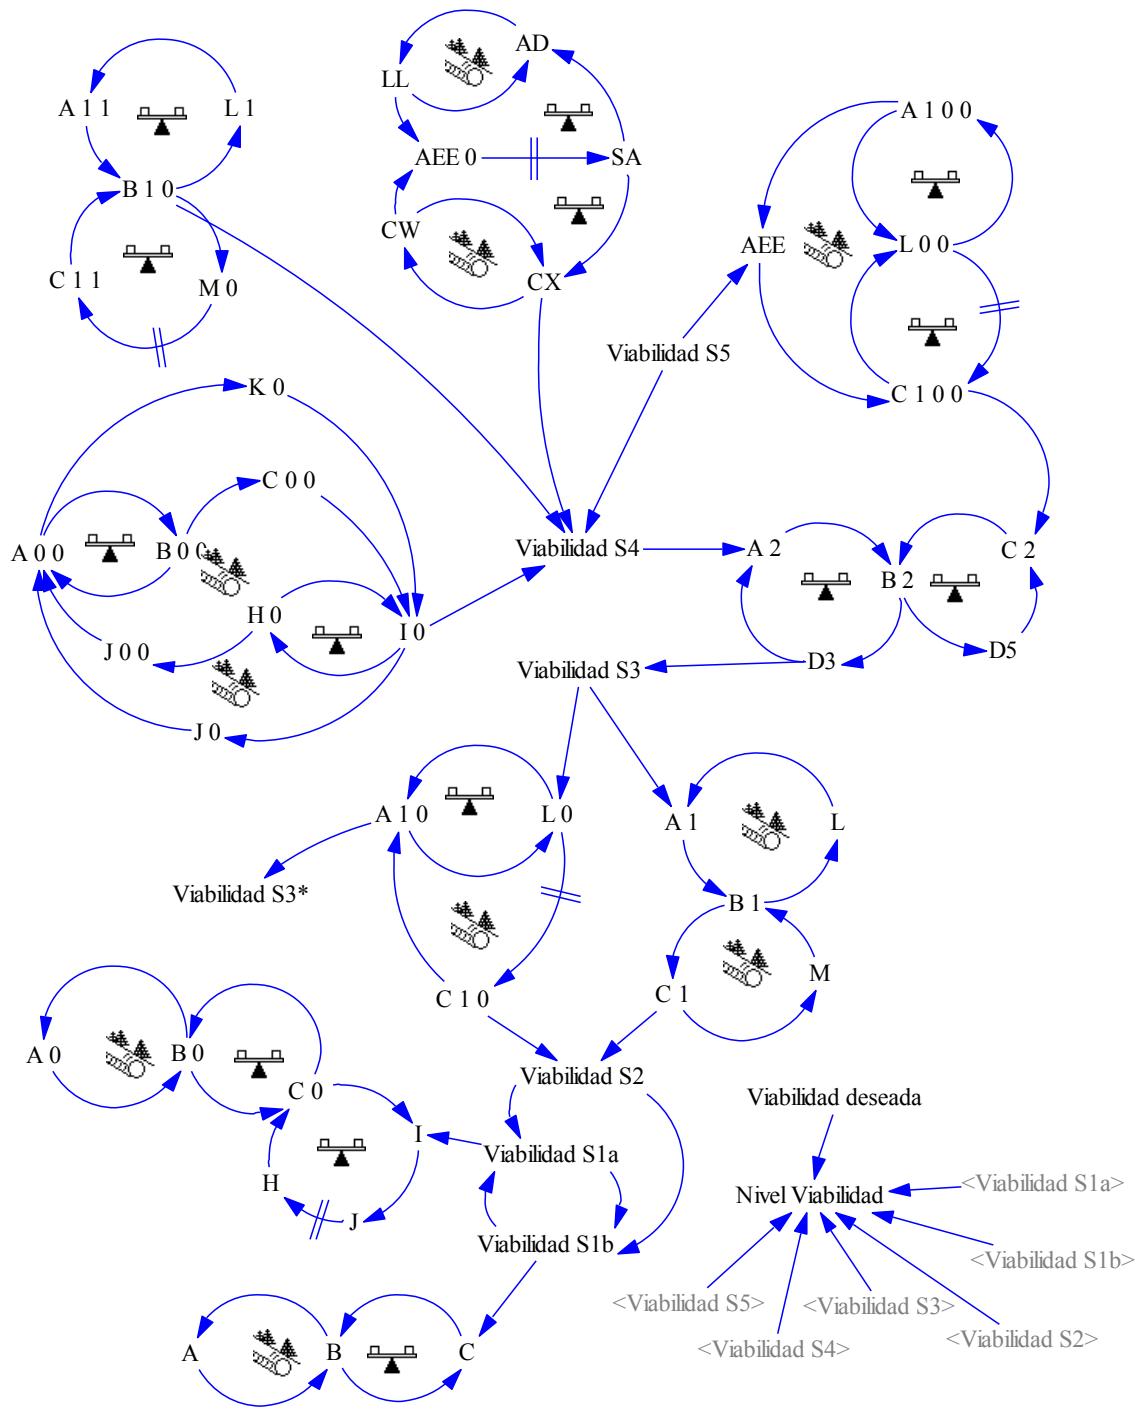 AD
LL
A 1 1
L 1
A 1 0 0
AEE 0
SA
B 1 0
CW
AEE
L 0 0
C 1 1
M 0
CX
Viabilidad S5
K 0
C 1 0 0
C 0 0
A 0 0
B 0 0
Viabilidad S4
A 2
C 2
B 2
H 0
I 0
J 0 0
D5
D3
Viabilidad S3
J 0
A 1 0
L 0
A 1
L
Viabilidad S3*
B 1
M
C 1 0
C 1
A 0
B 0
Viabilidad S2
C 0
Viabilidad deseada
I
Viabilidad S1a
H
<Viabilidad S1a>
Nivel Viabilidad
J
Viabilidad S1b
<Viabilidad S1b>
<Viabilidad S5>
<Viabilidad S3>
<Viabilidad S2>
<Viabilidad S4>
A
B
C